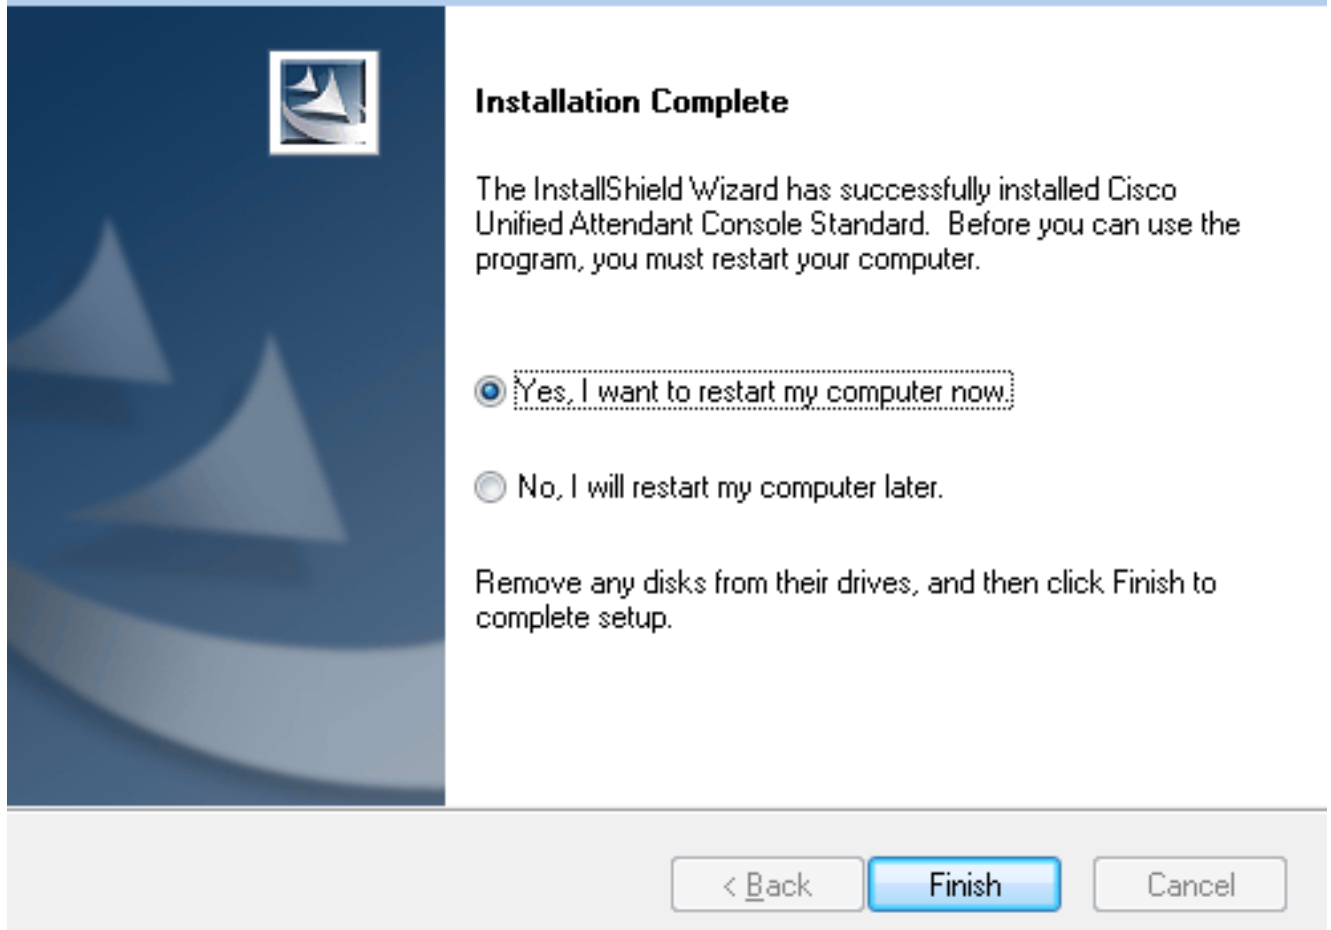 Installation Complete
The InstallShield Wizard has successfully installed Cisco
Unified Attendant Console Standard.  Before you can use the
program, you must restart your computer.
Yes, I want to restart my computer now.
No, I will restart my computer later.
Remove any disks from their drives, and then click Finish to
complete setup.
< Back Finish Cancel